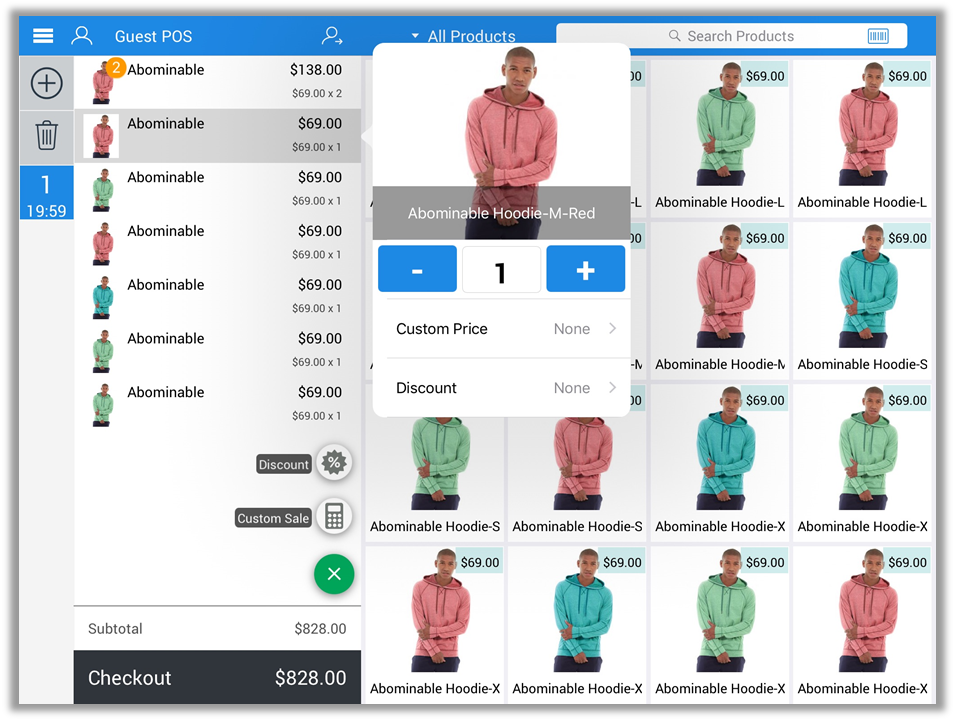 Guest POS
All Products
Search Products
2
Abominable $138.00
$69.00 x 2
Abominable $69.00
$69.00 x 1
1
19:59
Abominable $69.00
$69.00 x 1
Abominable $69.00
$69.00 x 1
Abominable $69.00
$69.00 x 1
Abominable $69.00
$69.00 x 1
Abominable $69.00
$69.00 x 1
Discount
%
Custom Sale
Subtotal $828.00
Checkout $828.00
Abominable Hoodie-M-Red
- 1 +
Custom Price None
Discount None
00 $69.00 $69.00
-L Abominable Hoodie-L Abominable Hoodie-L
00 $69.00 $69.00
-M Abominable Hoodie-M Abominable Hoodie-S
00 $69.00 $69.00
Abominable Hoodie-S Abominable Hoodie-S Abominable Hoodie-X Abominable Hoodie-X
$69.00 $69.00 $69.00 $69.00
Abominable Hoodie-X Abominable Hoodie-X Abominable Hoodie-X Abominable Hoodie-X